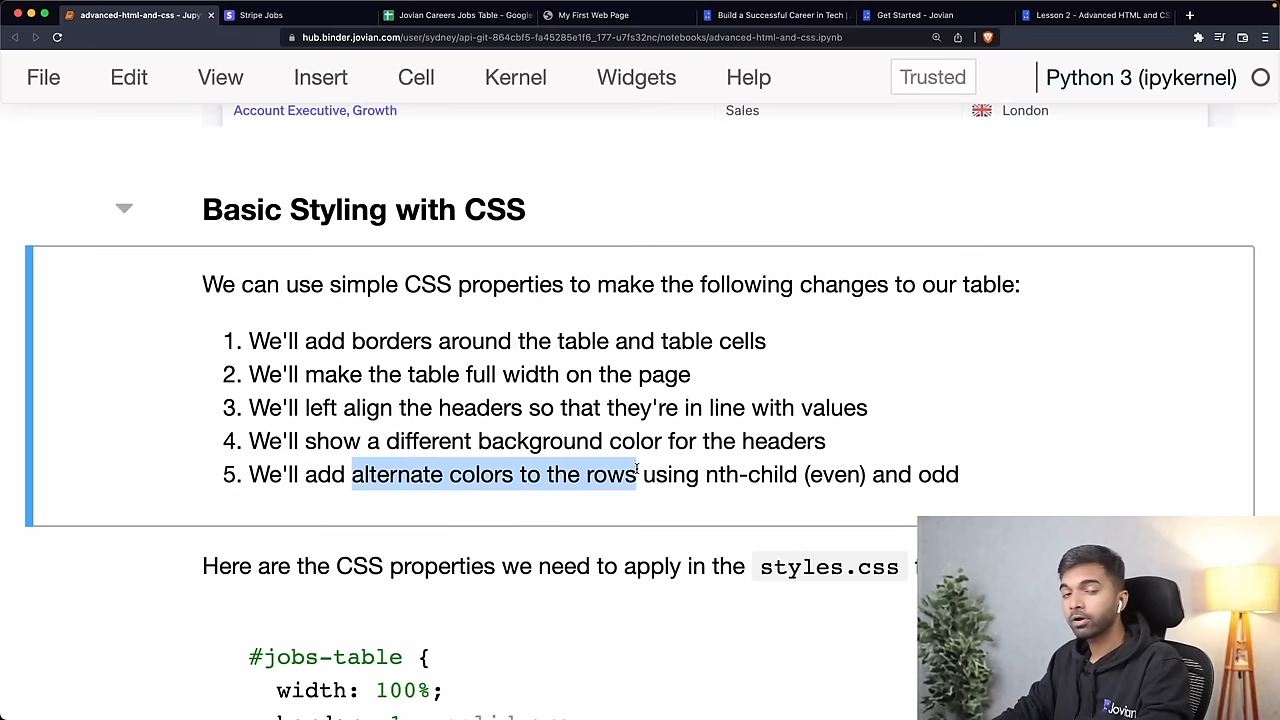 advanced-html-and-css - Jupy
Stripe Jobs
Jovian Careers Jobs Table - Google
My First Web Page
Build a Successful Career in Tech
Get Started - Jovian
Lesson 2 - Advanced HTML and CS
hub.binder.jovian.com/user/sydney/api-git-864cbf5-fa45285e1f6_177-u7fs32nc/notebooks/advanced-html-and-css.ipynb
File Edit View Insert Cell Kernel Widgets Help Trusted Python 3 (ipykernel)
Account Executive, Growth Sales London
Basic Styling with CSS
We can use simple CSS properties to make the following changes to our table:
1. We'll add borders around the table and table cells
2. We'll make the table full width on the page
3. We'll left align the headers so that they're in line with values
4. We'll show a different background color for the headers
5. We'll add alternate colors to the rows using nth-child (even) and odd
Here are the CSS properties we need to apply in the styles.css
#jobs-table {
width: 100%;
Jovian